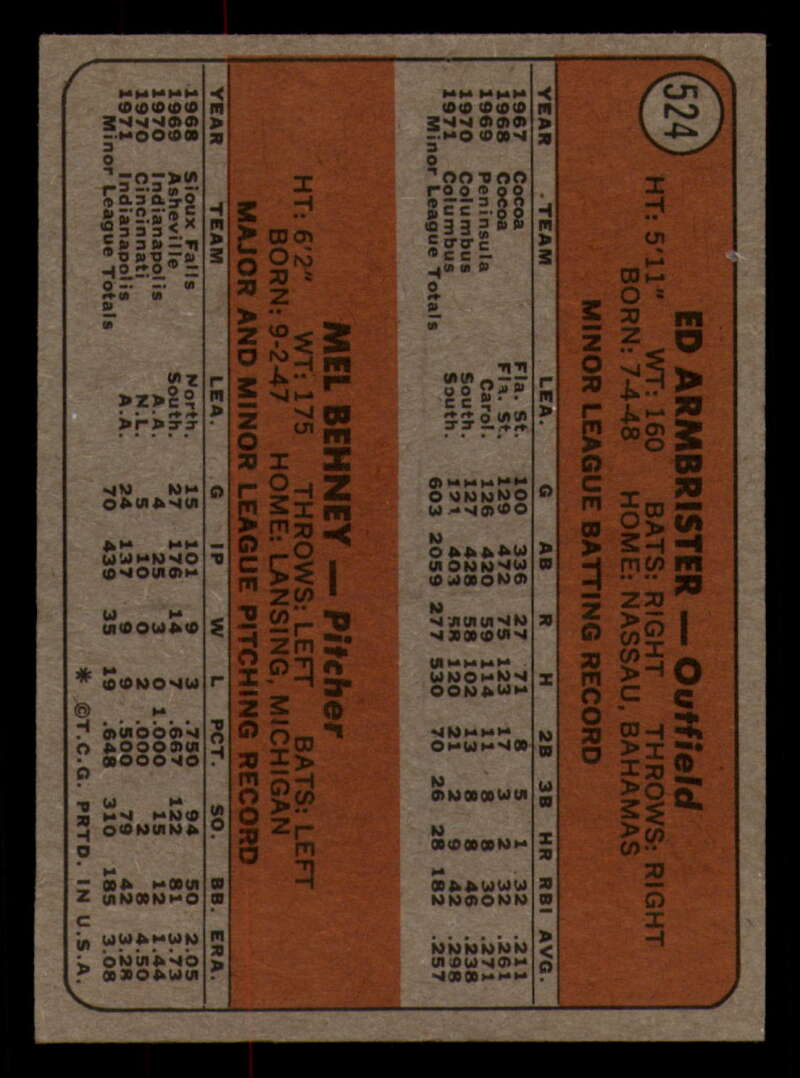 524
ED ARMBRISTER — Outfield
HT: 5'11" WT: 160 BATS: RIGHT THROWS: RIGHT
BORN: 7-4-48 HOME: NASSAU, BAHAMAS
MINOR LEAGUE BATTING RECORD
YEAR TEAM LEA. G AB R H 2B 3B HR RBI AVG.
1967 Cocoa Fla. St. 100 336 27 71 8 5 1 32 .211
1968 Cocoa Fla. St. 129 472 75 123 17 3 2 32 .261
1969 Peninsula Carol. 126 420 59 114 11 8 8 30 .271
1970 Columbus South. 127 428 58 102 13 8 8 46 .238
1971 Columbus South. 121 403 58 120 21 2 9 42 .298
Minor League Totals 603 2059 277 530 70 26 28 182 .257
MEL BEHNEY — Pitcher
HT: 6'2" WT: 175 THROWS: LEFT BATS: LEFT
BORN: 9-2-47 HOME: LANSING, MICHIGAN
MAJOR AND MINOR LEAGUE PITCHING RECORD
YEAR TEAM LEA. G IP W L PCT. SO. BB. ERA.
1968 Sioux Falls North. 15 101 9 3 .750 94 50 2.05
1969 Asheville South. 27 176 14 7 .667 122 81 3.73
1970 Indianapolis A.A. 4 25 3 0 1.000 15 12 1.44
1970 Cincinnati N.L. 5 10 0 2 .000 2 8 4.50
1971 Indianapolis A.A. 24 137 9 9 .500 79 42 3.28
Minor League Totals 70 439 35 19 .648 310 185 3.08
* ©T.C.G. PRTD. IN U.S.A.